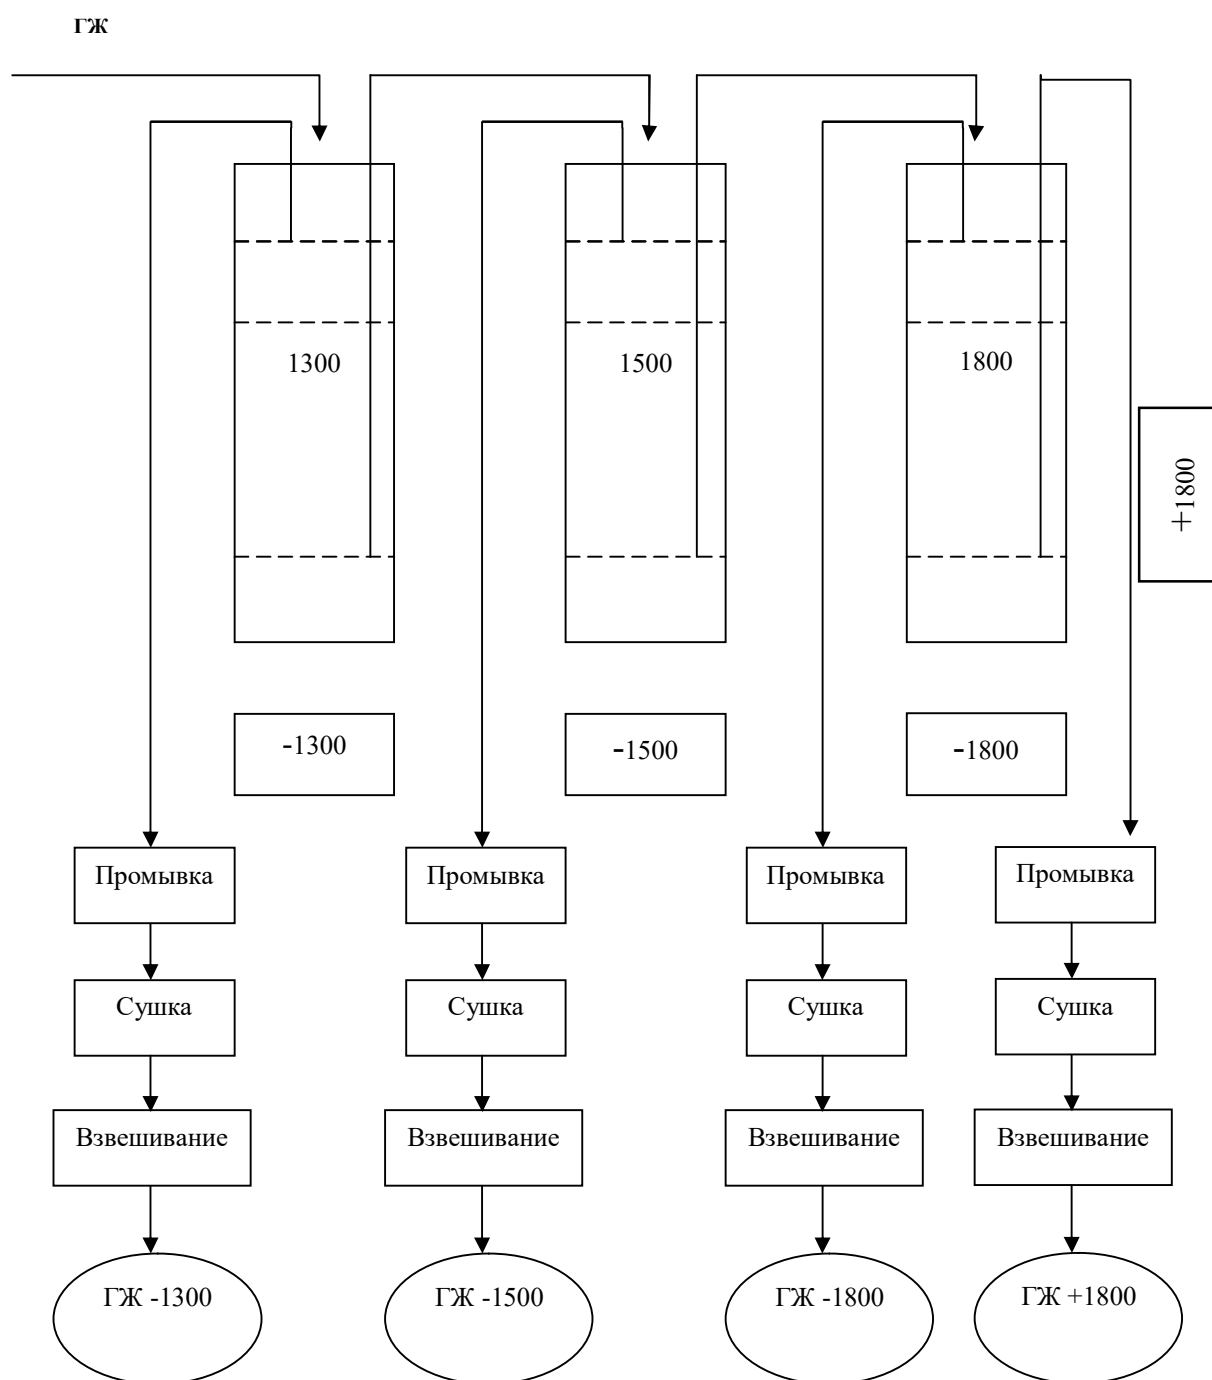 ГЖ
1300
1500
1800
+1800
-1300
-1500
-1800
Промывка
Промывка
Промывка
Промывка
Сушка
Сушка
Сушка
Сушка
Взвешивание
Взвешивание
Взвешивание
Взвешивание
ГЖ -1300
ГЖ -1500
ГЖ -1800
ГЖ +1800